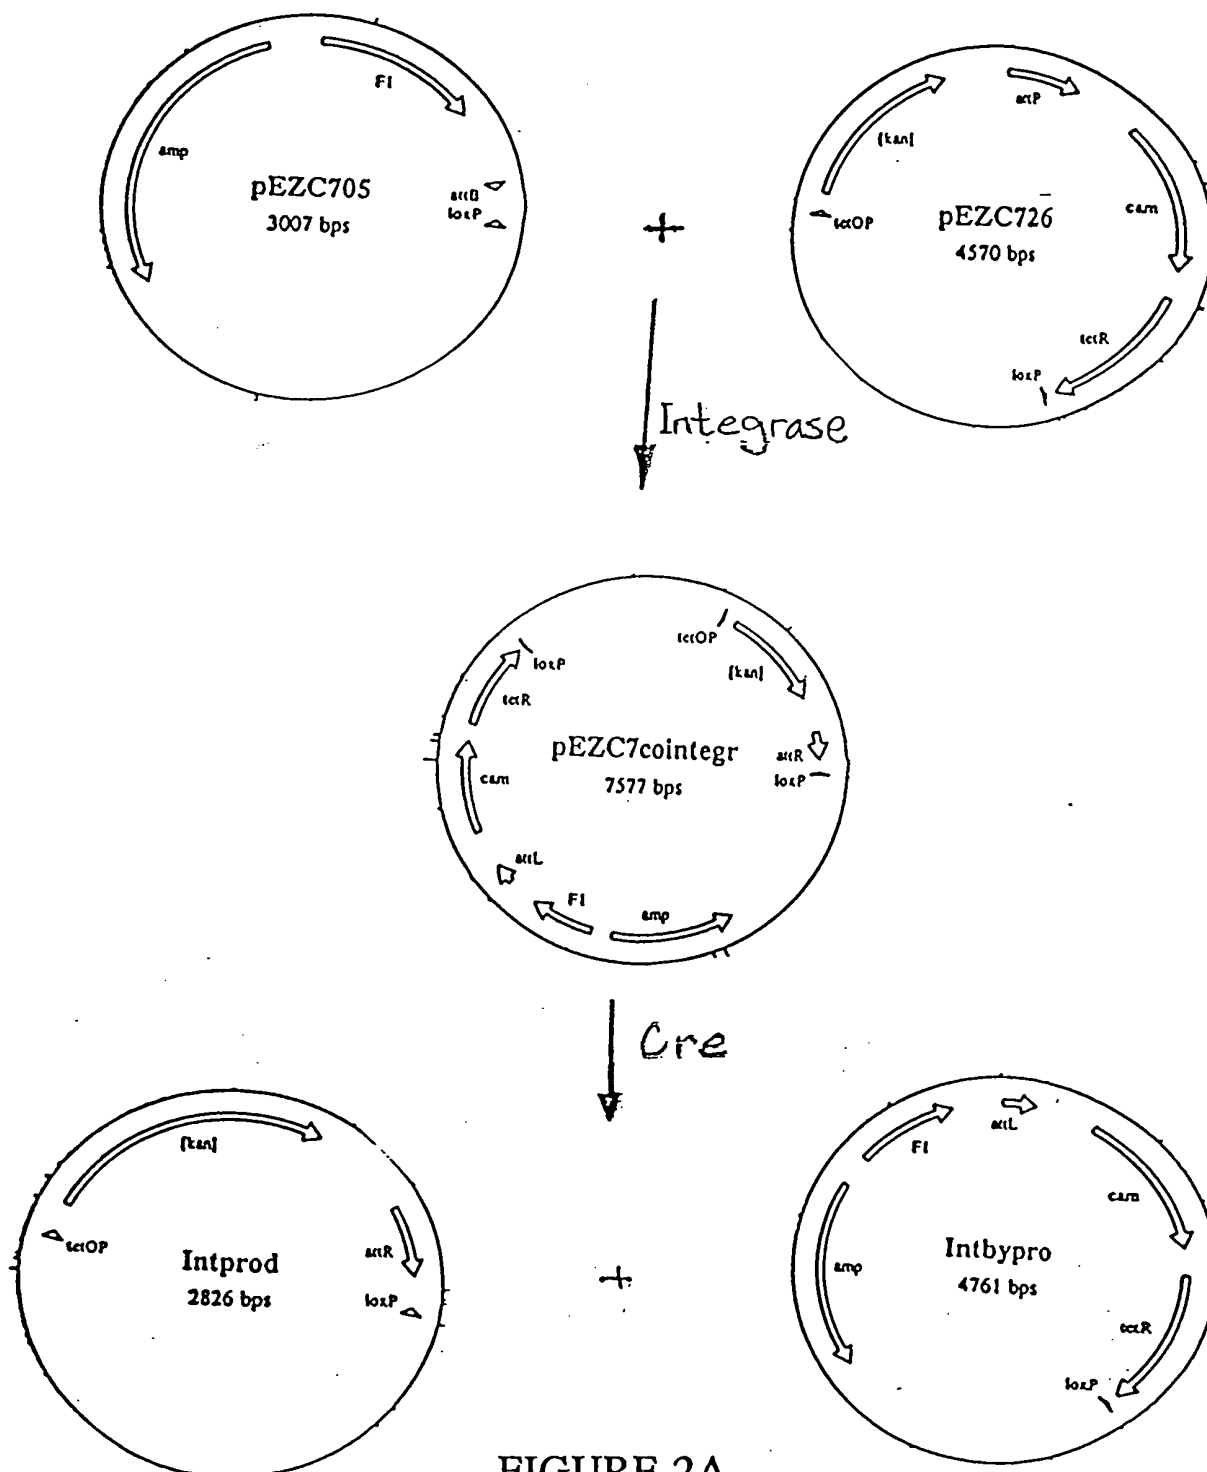 F1
amp
attB
loxP
pEZC705
3007 bps
+
attP
[kan]
cam
tetOP
pEZC726
4570 bps
tetR
loxP
Integrase
tetOP
loxP
[kan]
tetR
pEZC7cointegr
7577 bps
attR
loxP
cam
attL
F1
amp
Cre
[kan]
tetOP
attR
Intprod
2826 bps
loxP
+
F1
attL
cam
amp
Intbypro
4761 bps
tetR
loxP
FIGURE 2A